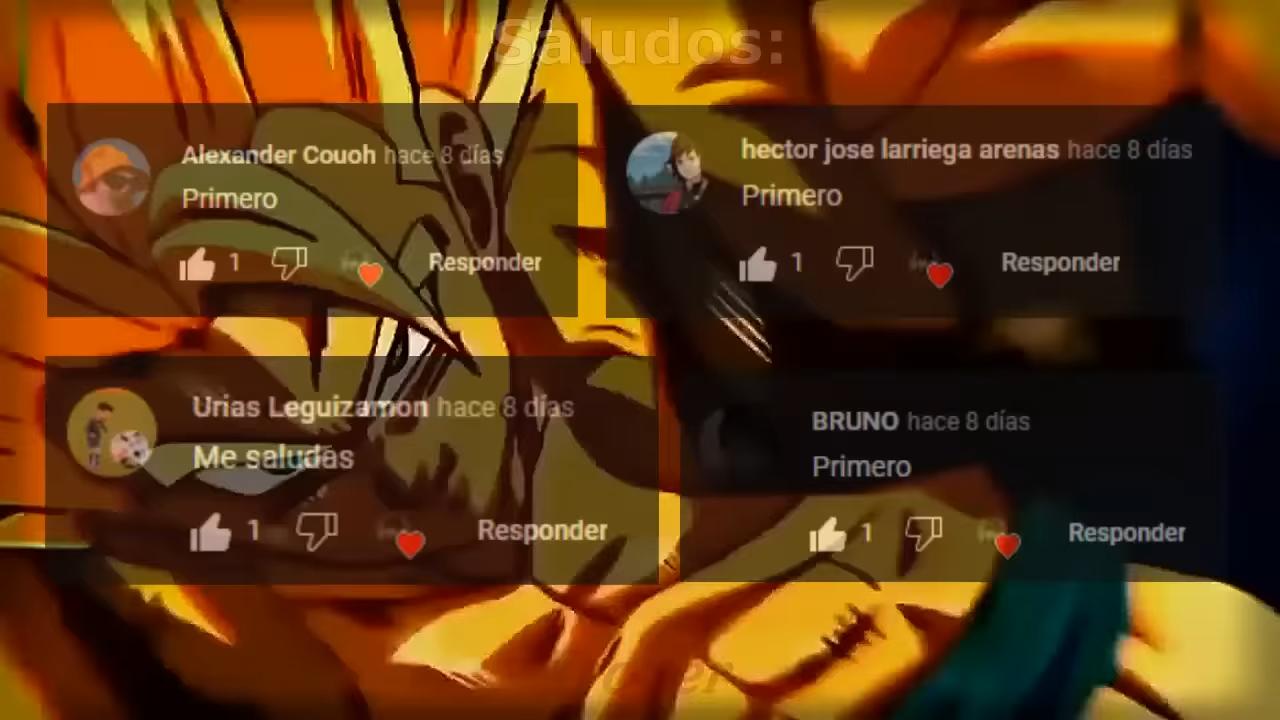 Saludos:
Alexander Couoh hace 8 días
Primero
1 Responder
hector jose larriega arenas hace 8 días
Primero
1 Responder
Urias Leguizamon hace 8 días
Me saludas
1 Responder
BRUNO hace 8 días
Primero
1 Responder